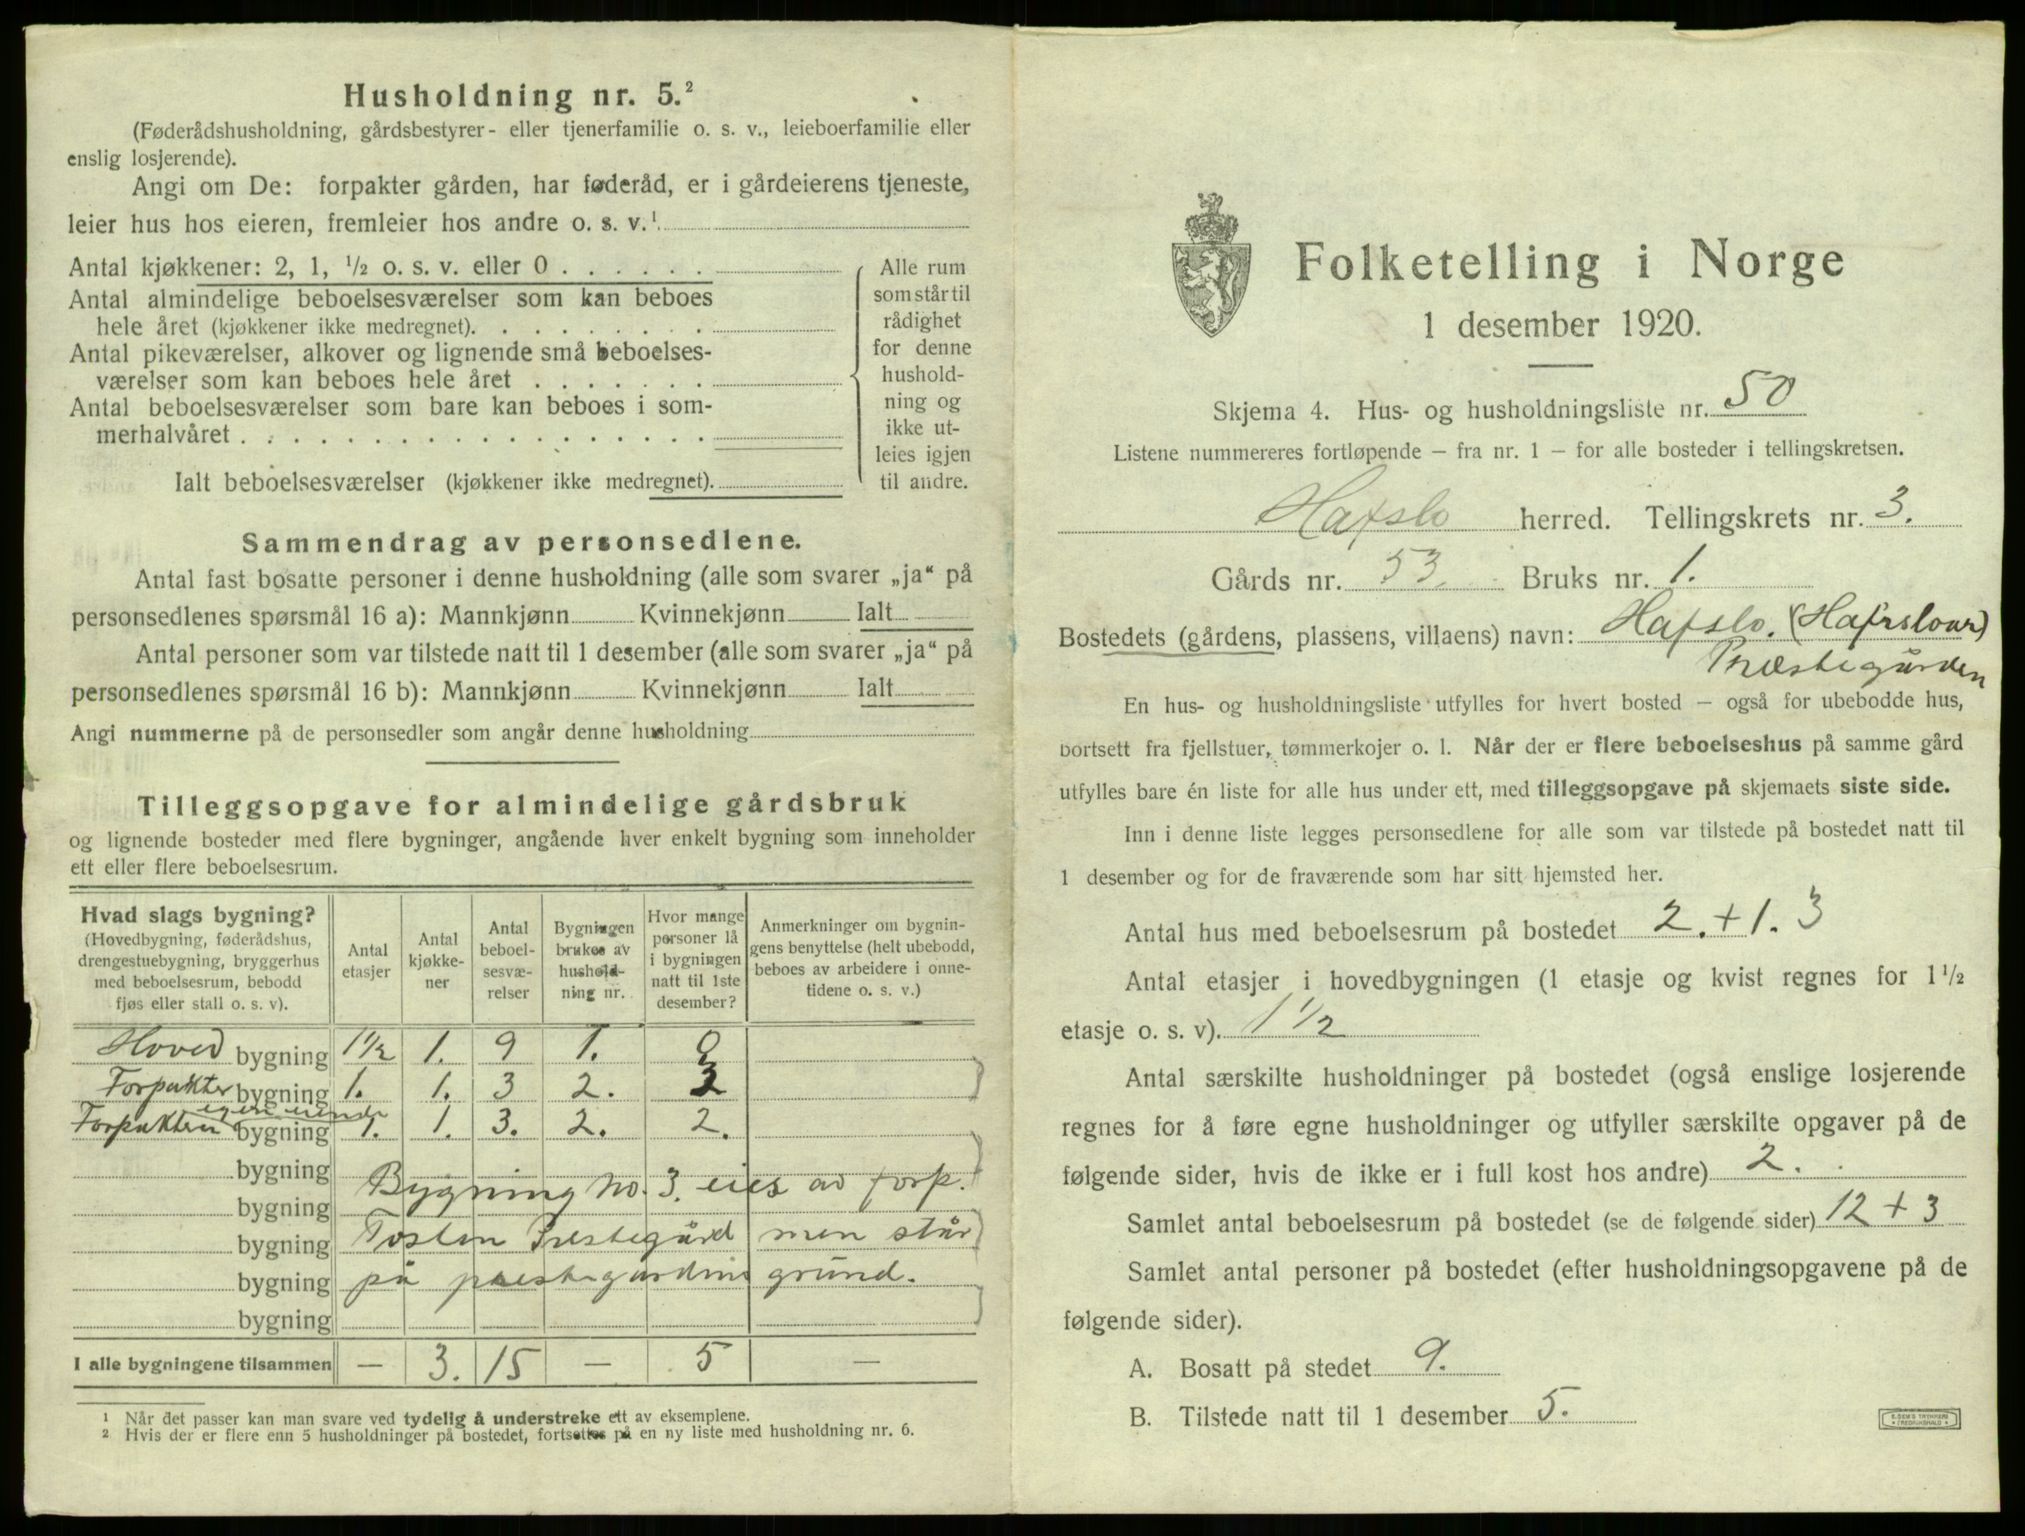 Husholdning nr. 5.²
(Føderådshusholdning, gårdsbestyrer- eller tjenerfamilie o. s. v., leieboerfamilie eller
enslig losjerende).
Angi om De: forpakter gården, har føderåd, er i gårdeierens tjeneste,
leier hus hos eieren, fremleier hos andre o. s. v.¹
Antal kjøkkener: 2, 1, ½ o. s. v. eller 0 . . . . . .
Antal almindelige beboelsesværelser som kan beboes
hele året (kjøkkener ikke medregnet). . . . . . . . .
Antal pikeværelser, alkover og lignende små beboelses-
værelser som kan beboes hele året . . . . . . .
Antal beboelsesværelser som bare kan beboes i som-
merhalvåret . . . . . . . . . . . . . . . . . .
Ialt beboelsesværelser (kjøkkener ikke medregnet).
Alle rum
som står til
rådighet
for denne
hushold-
ning og
ikke ut-
leies igjen
til andre.
Sammendrag av personsedlene.
Antal fast bosatte personer i denne husholdning (alle som svarer „ja“ på
personsedlenes spørsmål 16 a): Mannkjønn Kvinnekjønn Ialt
Antal personer som var tilstede natt til 1 desember (alle som svarer „ja“ på
personsedlenes spørsmål 16 b): Mannkjønn Kvinnekjønn Ialt
Angi nummerne på de personsedler som angår denne husholdning
Tilleggsopgave for almindelige gårdsbruk
og lignende bosteder med flere bygninger, angående hver enkelt bygning som inneholder
ett eller flere beboelsesrum.
Hvad slags bygning?
(Hovedbygning, føderådshus,
drengestuebygning, bryggerhus
med beboelsesrum, bebodd
fjøs eller stall o. s. v).
Antal
etasjer
Antal
kjøkke-
ner
Antal
beboel-
sesvæ-
relser
Bygningen
brukes av
hushold-
ning nr.
Hvor mange
personer lå
i bygningen
natt til 1ste
desember?
Anmerkninger om bygnin-
gens benyttelse (helt ubebodd,
beboes av arbeidere i onne-
tidene o. s. v.)
Hoved bygning 1½ 1. 9 1. 0
Forpakter bygning 1. 1. 3 2. 3
Forpakteren bygning 1. 1. 3. 2. 2.
bygning
bygning Bygning No. 3. eies av forp.
bygning Tosten Prestegård men står
bygning på prestegardens grund.
bygning
I alle bygningene tilsammen — 3. 15 — 5 —
¹ Når det passer kan man svare ved tydelig å understreke ett av eksemplene.
² Hvis der er flere enn 5 husholdninger på bostedet, fortsettes på en ny liste med husholdning nr. 6.
Folketelling i Norge
1 desember 1920.
Skjema 4. Hus- og husholdningsliste nr. 50
Listene nummereres fortløpende – fra nr. 1 – for alle bosteder i tellingskretsen.
Hafslo herred. Tellingskrets nr. 3.
Gårds nr. 53. Bruks nr. 1.
Bostedets (gårdens, plassens, villaens) navn: Hafslo.
Præstegården
En hus- og husholdningsliste utfylles for hvert bosted – også for ubebodde hus,
bortsett fra fjellstuer, tømmerkojer o. l. Når der er flere beboelseshus på samme gård
utfylles bare én liste for alle hus under ett, med tilleggsopgave på skjemaets siste side.
Inn i denne liste legges personsedlene for alle som var tilstede på bostedet natt til
1 desember og for de fraværende som har sitt hjemsted her.
Antal hus med beboelsesrum på bostedet 2. + 1. 3
Antal etasjer i hovedbygningen (1 etasje og kvist regnes for 1½
etasje o. s. v). 1½
Antal særskilte husholdninger på bostedet (også enslige losjerende
regnes for å føre egne husholdninger og utfyller særskilte opgaver på de
følgende sider, hvis de ikke er i full kost hos andre) 2.
Samlet antal beboelsesrum på bostedet (se de følgende sider) 12 + 3
Samlet antal personer på bostedet (efter husholdningsopgavene på de
følgende sider).
A. Bosatt på stedet 9.
B. Tilstede natt til 1 desember 5.